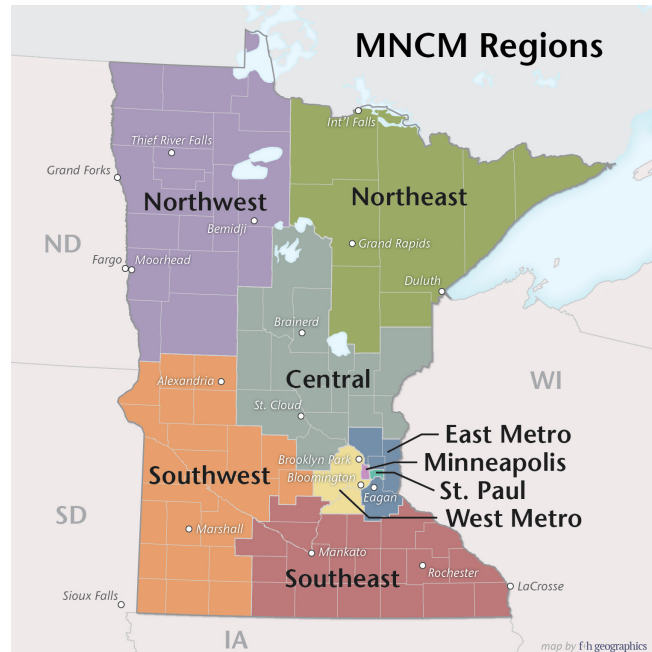 MNCM Regions
Int'l Falls
Thief River Falls
Grand Forks
Northwest
Northeast
Bemidji
ND
Grand Rapids
Fargo
Moorhead
Duluth
Brainerd
Alexandria
Central
WI
St. Cloud
East Metro
Brooklyn Park
Minneapolis
Southwest
Bloomington
St. Paul
Eagan
West Metro
SD
Marshall
Mankato
Southeast
Rochester
LaCrosse
Sioux Falls
IA
map by f+h geographics